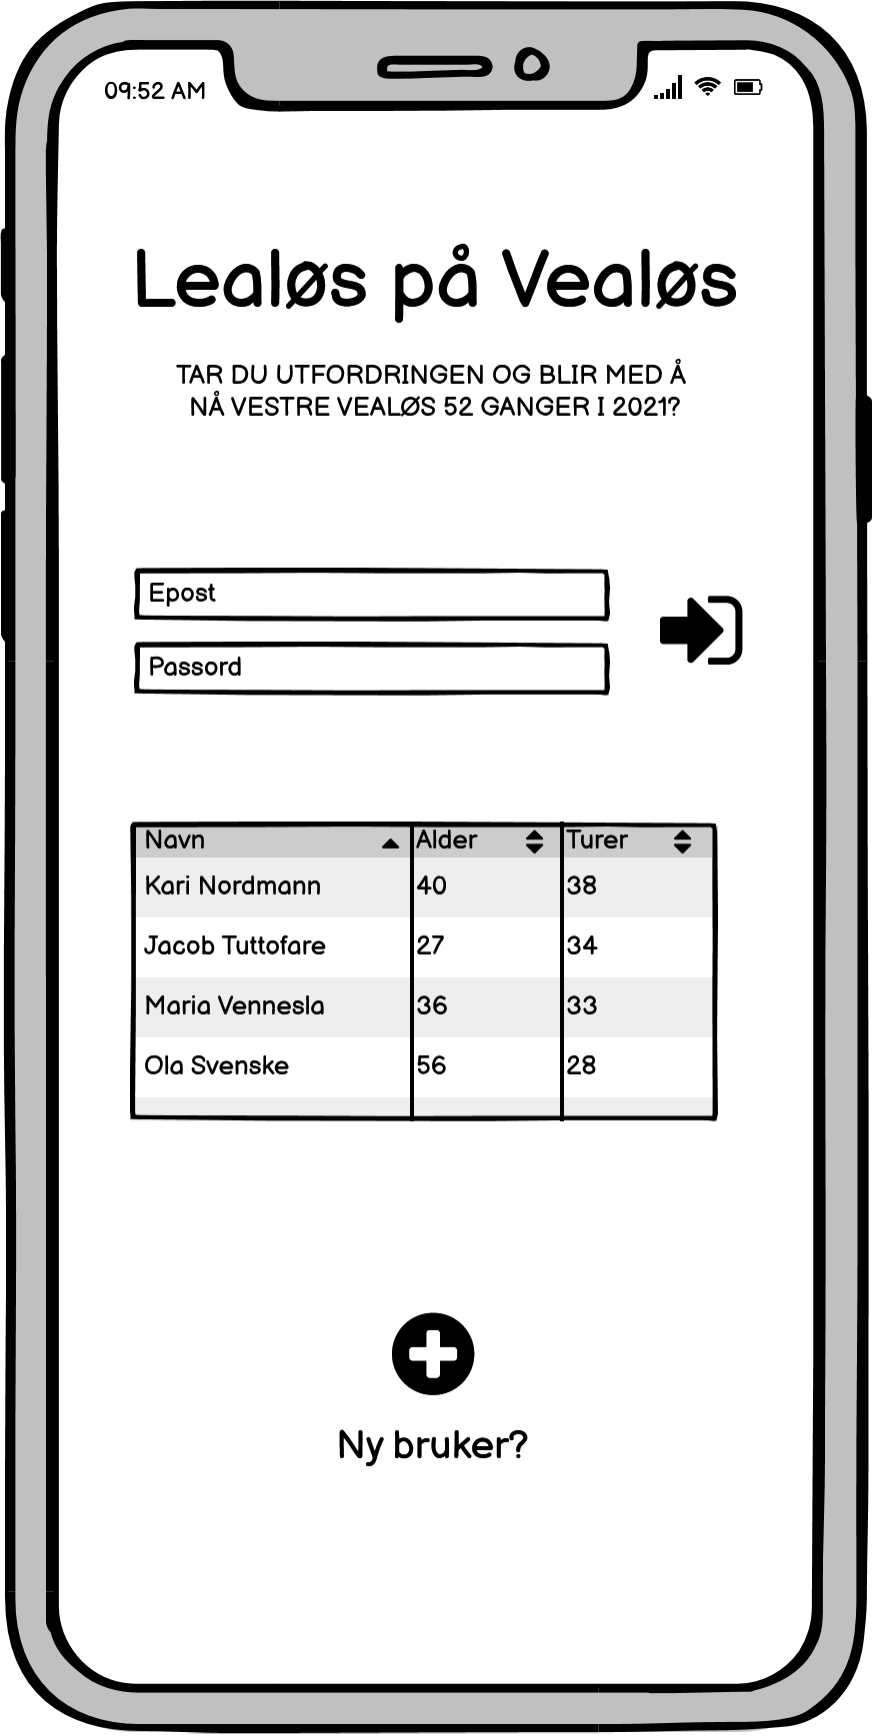 09:52 AM
Lealøs på Vealøs
TAR DU UTFORDRINGEN OG BLIR MED Å
NÅ VESTRE VEALØS 52 GANGER I 2021?
Epost
Passord
Navn Alder Turer
Kari Nordmann 40 38
Jacob Tuttofare 27 34
Maria Vennesla 36 33
Ola Svenske 56 28
Ny bruker?